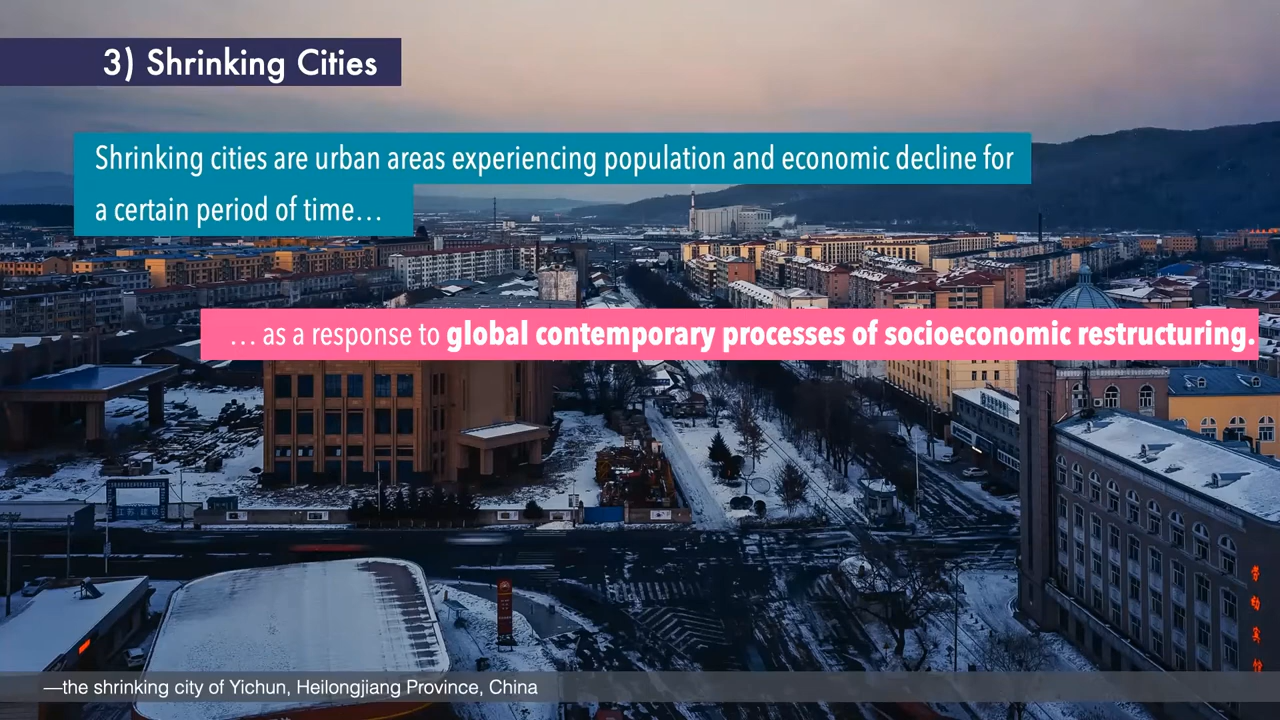 3) Shrinking Cities
Shrinking cities are urban areas experiencing population and economic decline for
a certain period of time…
… as a response to global contemporary processes of socioeconomic restructuring.
—the shrinking city of Yichun, Heilongjiang Province, China